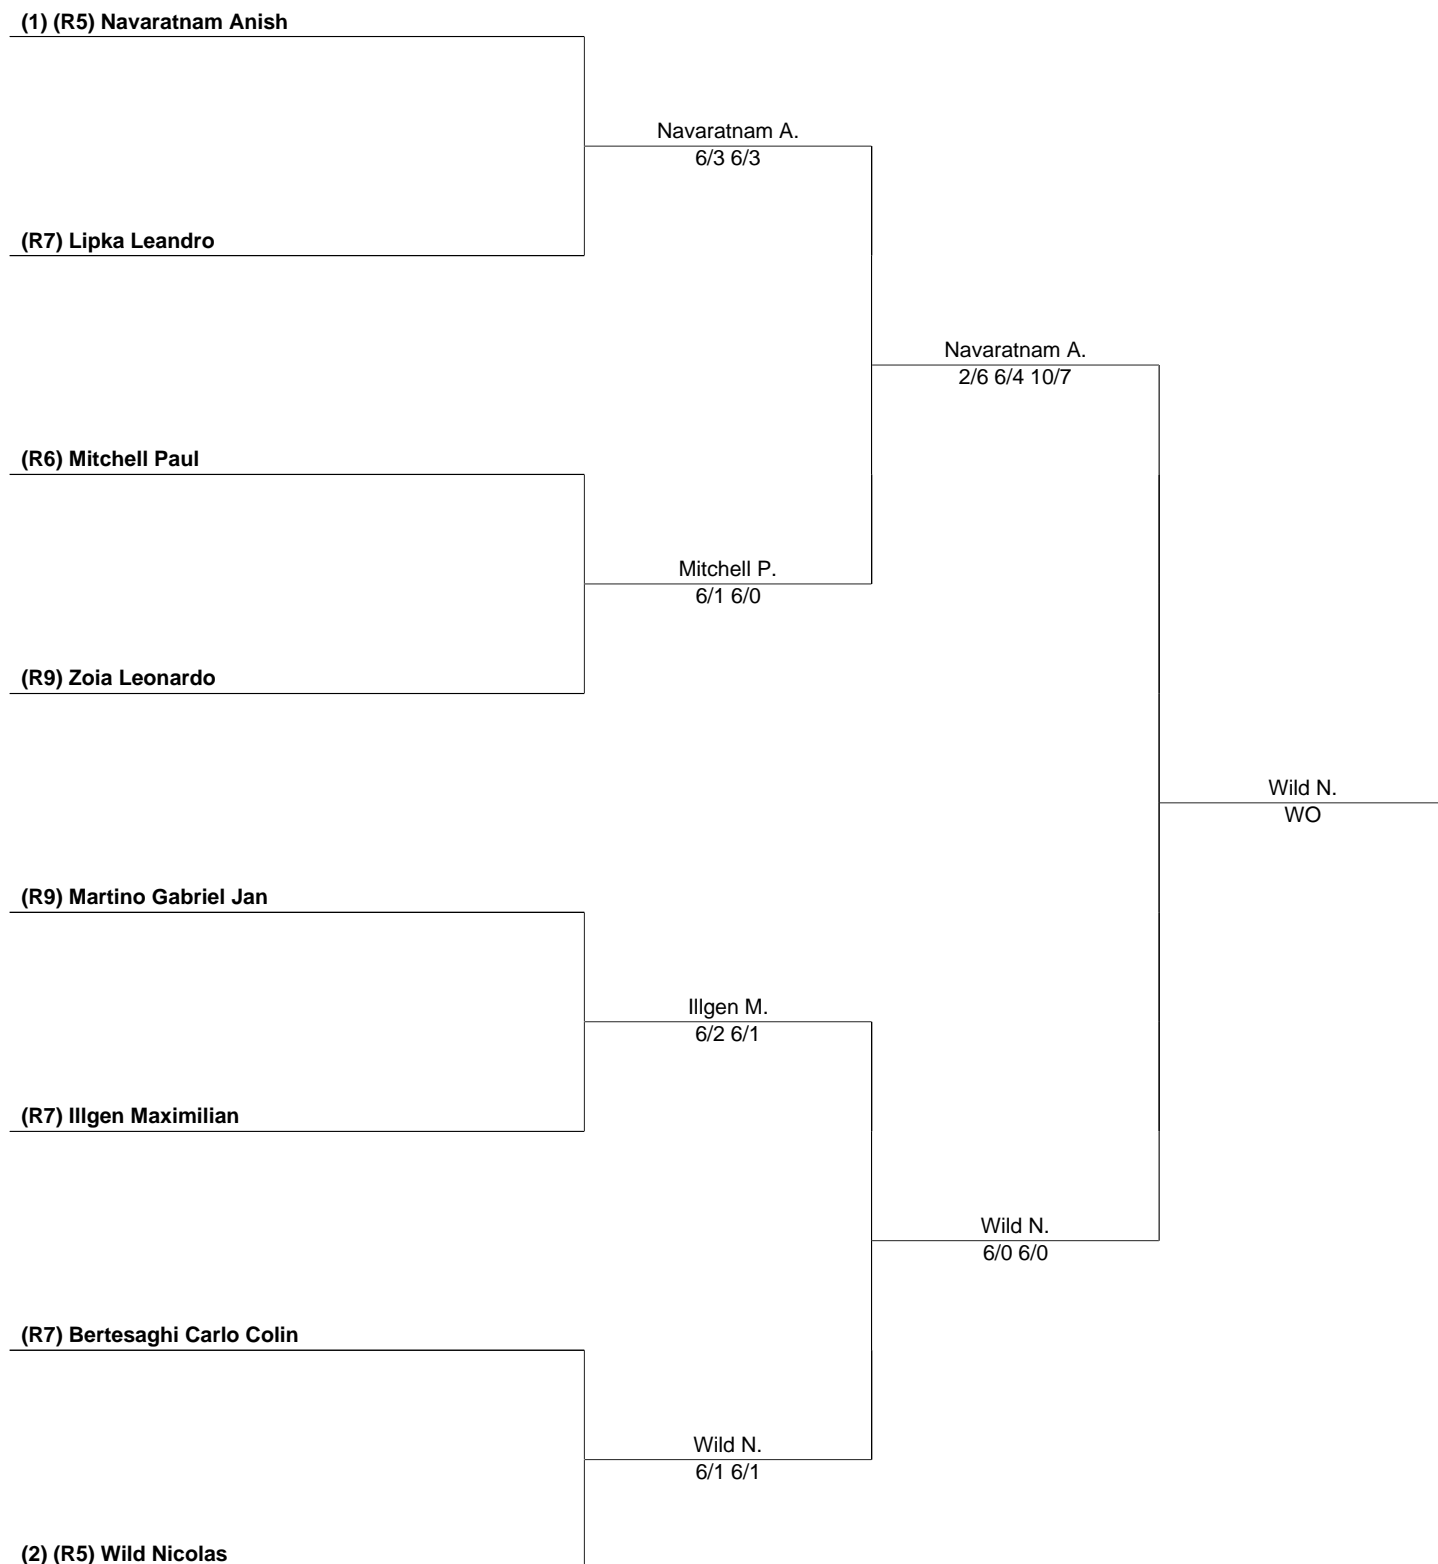 (1) (R5) Navaratnam Anish
Navaratnam A.
6/3 6/3
(R7) Lipka Leandro
Navaratnam A.
2/6 6/4 10/7
(R6) Mitchell Paul
Mitchell P.
6/1 6/0
(R9) Zoia Leonardo
Wild N.
WO
(R9) Martino Gabriel Jan
Illgen M.
6/2 6/1
(R7) Illgen Maximilian
Wild N.
6/0 6/0
(R7) Bertesaghi Carlo Colin
Wild N.
6/1 6/1
(2) (R5) Wild Nicolas